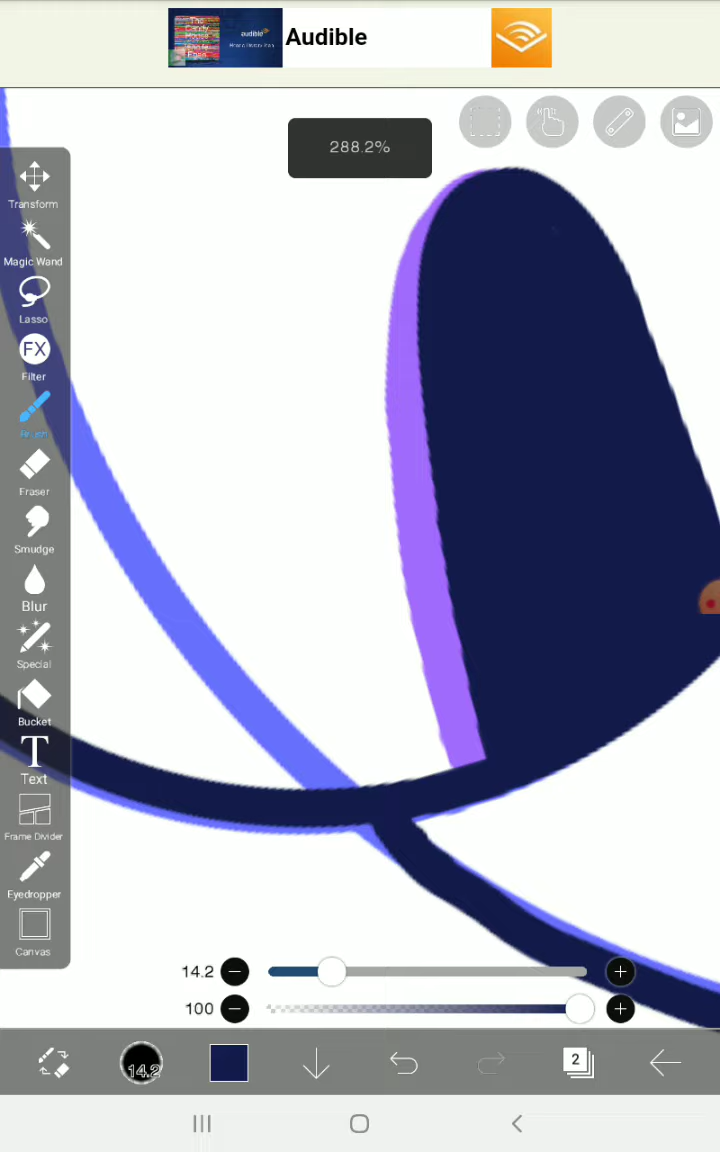 The
Candy
House
audible
Audible
288.2%
Transform
Magic Wand
Lasso
FX
Filter
Brush
Eraser
Smudge
Blur
Special
Bucket
T
Text
Frame Divider
Eyedropper
Canvas
14.2
100
14.2
2